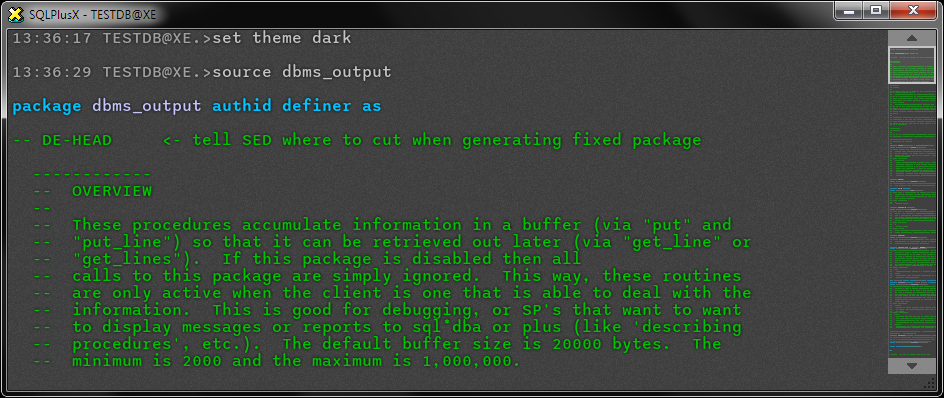 SQLPlusX - TESTDB@XE
13:36:17 TESTDB@XE.>set theme dark
13:36:29 TESTDB@XE.>source dbms_output
package dbms_output authid definer as
-- DE-HEAD     <- tell SED where to cut when generating fixed package
  ------------
  --  OVERVIEW
  --
  --  These procedures accumulate information in a buffer (via "put" and
  --  "put_line") so that it can be retrieved out later (via "get_line" or
  --  "get_lines").  If this package is disabled then all
  --  calls to this package are simply ignored.  This way, these routines
  --  are only active when the client is one that is able to deal with the
  --  information.  This is good for debugging, or SP's that want to want
  --  to display messages or reports to sql*dba or plus (like 'describing
  --  procedures', etc.).  The default buffer size is 20000 bytes.  The
  --  minimum is 2000 and the maximum is 1,000,000.